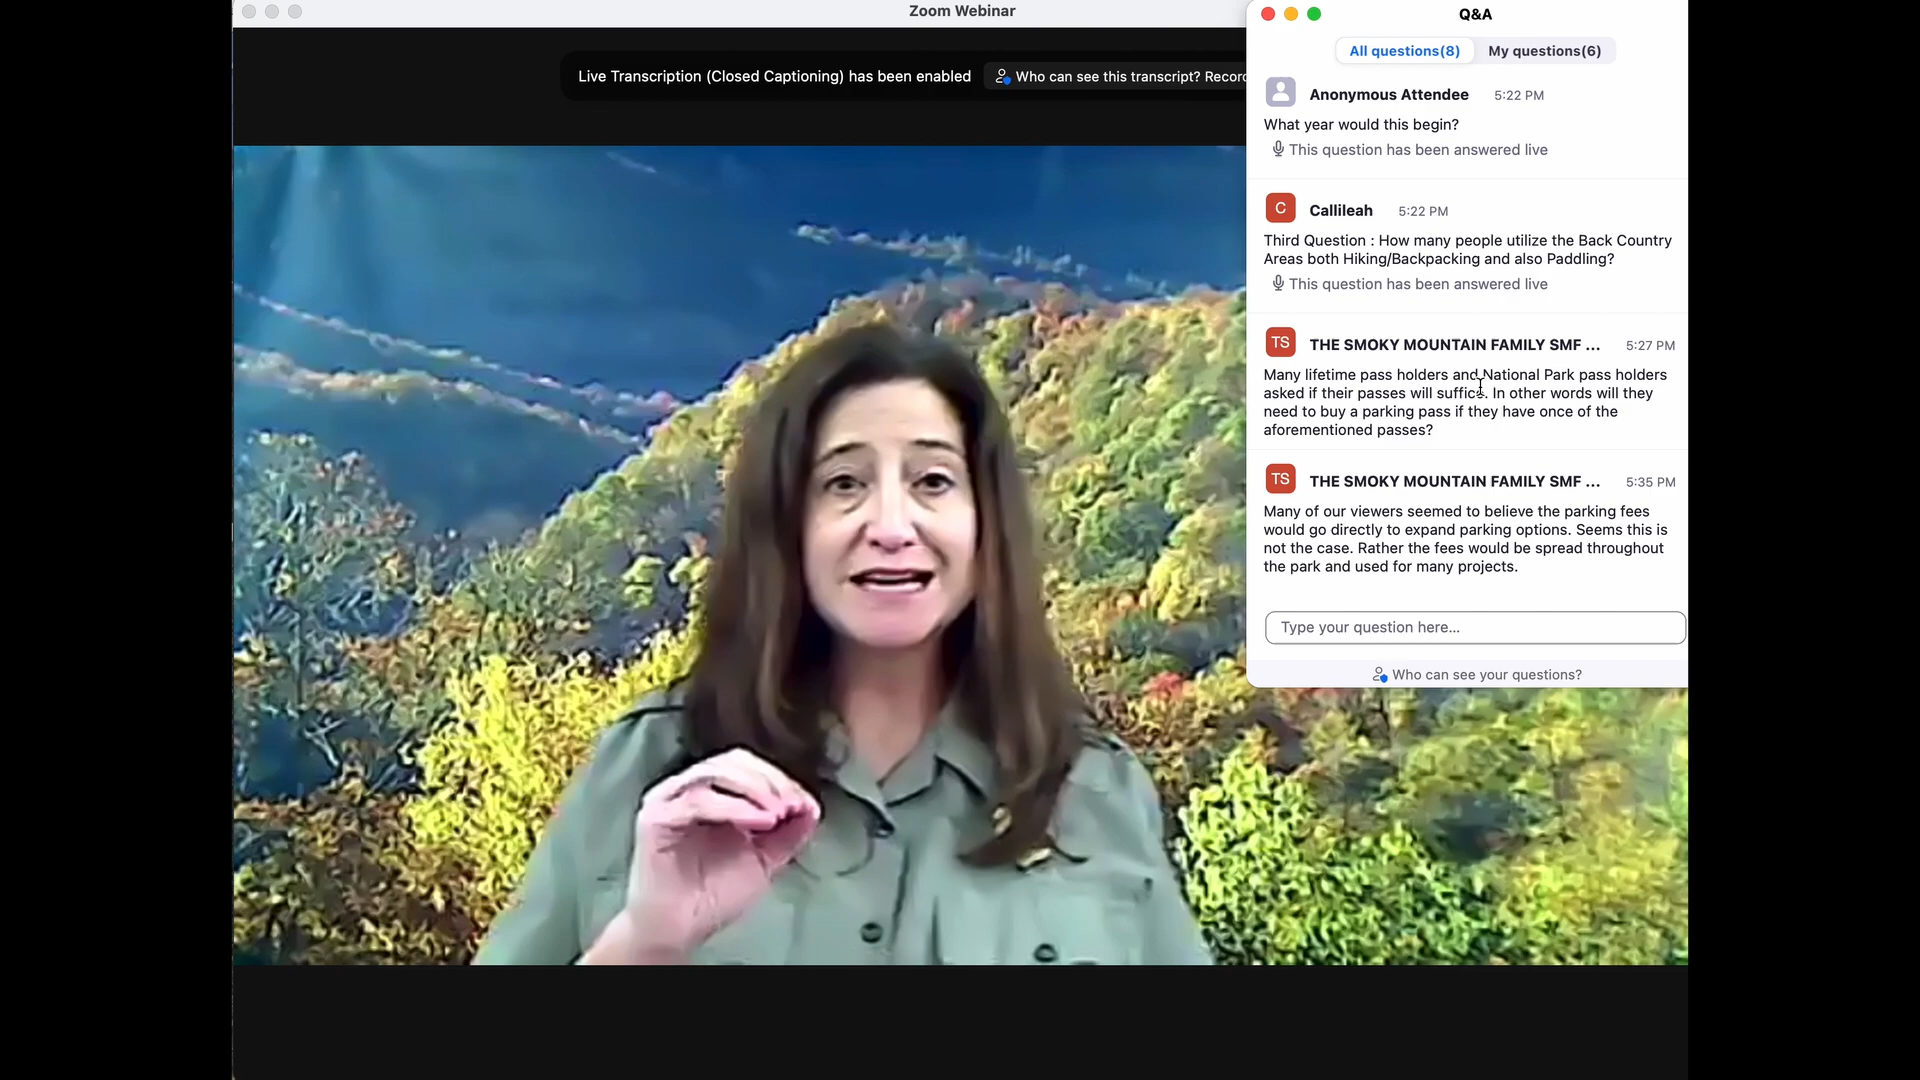 Zoom Webinar
Live Transcription (Closed Captioning) has been enabled
Who can see this transcript? Recor
Q&A
All questions(8)
My questions(6)
Anonymous Attendee 5:22 PM
What year would this begin?
This question has been answered live
C
Callileah 5:22 PM
Third Question : How many people utilize the Back Country
Areas both Hiking/Backpacking and also Paddling?
This question has been answered live
TS
THE SMOKY MOUNTAIN FAMILY SMF ... 5:27 PM
Many lifetime pass holders and National Park pass holders
asked if their passes will suffice. In other words will they
need to buy a parking pass if they have once of the
aforementioned passes?
TS
THE SMOKY MOUNTAIN FAMILY SMF ... 5:35 PM
Many of our viewers seemed to believe the parking fees
would go directly to expand parking options. Seems this is
not the case. Rather the fees would be spread throughout
the park and used for many projects.
Type your question here...
Who can see your questions?